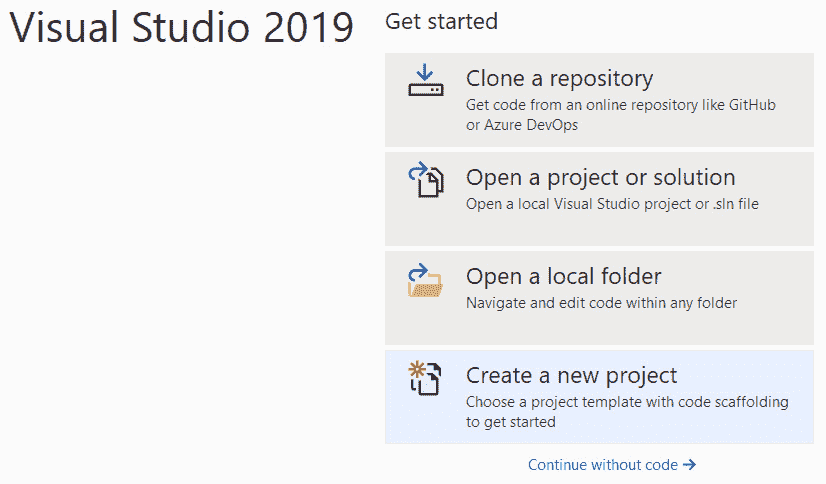 Visual Studio 2019
Get started
Clone a repository
Get code from an online repository like GitHub
or Azure DevOps
Open a project or solution
Open a local Visual Studio project or .sln file
Open a local folder
Navigate and edit code within any folder
Create a new project
Choose a project template with code scaffolding
to get started
Continue without code →